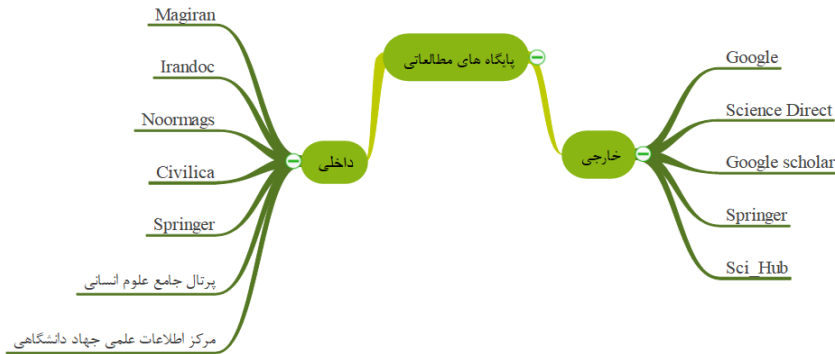 پایگاه های مطالعاتی
خارجی
Google
Science Direct
Google scholar
Springer
Sci_Hub
داخلی
Magiran
Irandoc
Noormags
Civilica
Springer
پرتال جامع علوم انسانی
مرکز اطلاعات علمی جهاد دانشگاهی